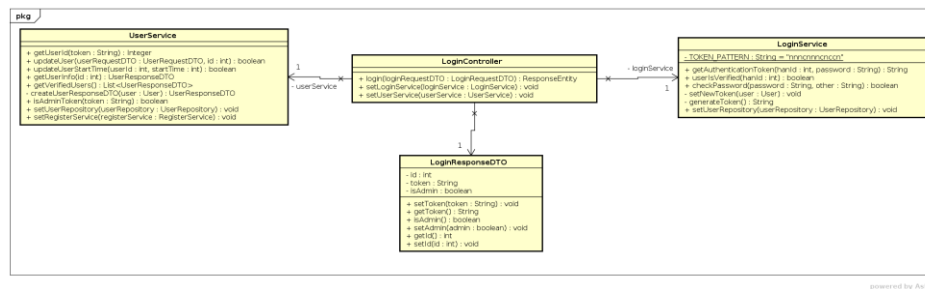 pkg
UserService
+ getUserId(token : String) : Integer
+ updateUser(userRequestDTO : UserRequestDTO, id : int) : boolean
+ updateUserStartTime(userId : int, startTime : int) : boolean
+ getUserInfo(id : int) : UserResponseDTO
+ getVerifiedUsers() : List<UserResponseDTO>
- createUserResponseDTO(user : User) : UserResponseDTO
+ isAdminToken(token : String) : boolean
+ setUserRepository(userRepository : UserRepository) : void
+ setRegisterService(registerService : RegisterService) : void
1
- userService
LoginController
+ login(loginRequestDTO : LoginRequestDTO) : ResponseEntity
+ setLoginService(loginService : LoginService) : void
+ setUserService(userService : UserService) : void
- loginService
1
LoginService
- TOKEN_PATTERN : String = "nnncnnncnccn"
+ getAuthenticationToken(hanId : int, password : String) : String
+ userIsVerified(hanId : int) : boolean
+ checkPassword(password : String, other : String) : boolean
- setNewToken(user : User) : void
- generateToken() : String
+ setUserRepository(userRepository : UserRepository) : void
1
LoginResponseDTO
- id : int
- token : String
- isAdmin : boolean
+ setToken(token : String) : void
+ getToken() : String
+ isAdmin() : boolean
+ setAdmin(admin : boolean) : void
+ getId() : int
+ setId(id : int) : void
powered by As